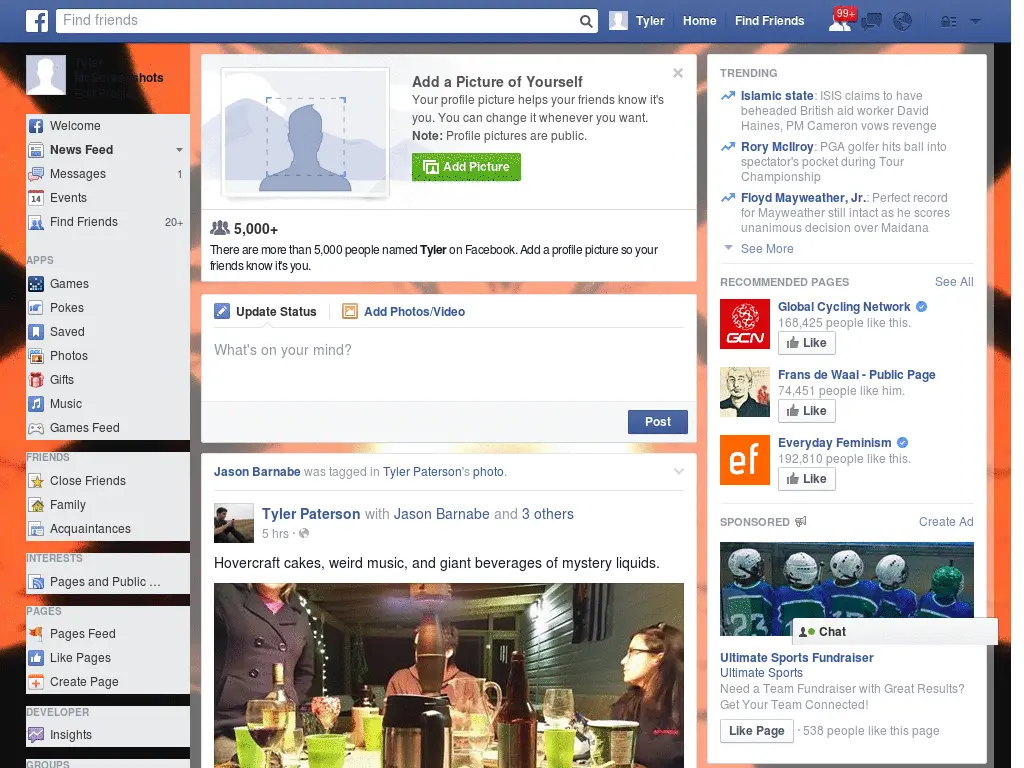 Find friends
Tyler
Home
Find Friends
99+
Tyler
McScreenshots
Edit Profile
Welcome
News Feed
Messages 1
14 Events
Find Friends 20+
APPS
Games
Pokes
Saved
Photos
Gifts
Music
Games Feed
FRIENDS
Close Friends
Family
Acquaintances
INTERESTS
Pages and Public ...
PAGES
Pages Feed
Like Pages
Create Page
DEVELOPER
Insights
GROUPS
Add a Picture of Yourself
Your profile picture helps your friends know it's
you. You can change it whenever you want.
Note: Profile pictures are public.
Add Picture
5,000+
There are more than 5,000 people named Tyler on Facebook. Add a profile picture so your
friends know it's you.
Update Status
Add Photos/Video
What's on your mind?
Post
Jason Barnabe was tagged in Tyler Paterson's photo.
Tyler Paterson with Jason Barnabe and 3 others
5 hrs ·
Hovercraft cakes, weird music, and giant beverages of mystery liquids.
TRENDING
Islamic state: ISIS claims to have
beheaded British aid worker David
Haines, PM Cameron vows revenge
Rory McIlroy: PGA golfer hits ball into
spectator's pocket during Tour
Championship
Floyd Mayweather, Jr.: Perfect record
for Mayweather still intact as he scores
unanimous decision over Maidana
See More
RECOMMENDED PAGES
See All
GCN
Global Cycling Network
168,425 people like this.
Like
Frans de Waal - Public Page
74,451 people like him.
Like
ef
Everyday Feminism
192,810 people like this.
Like
SPONSORED
Create Ad
23
Chat
Ultimate Sports Fundraiser
Ultimate Sports
Need a Team Fundraiser with Great Results?
Get Your Team Connected!
Like Page · 538 people like this page